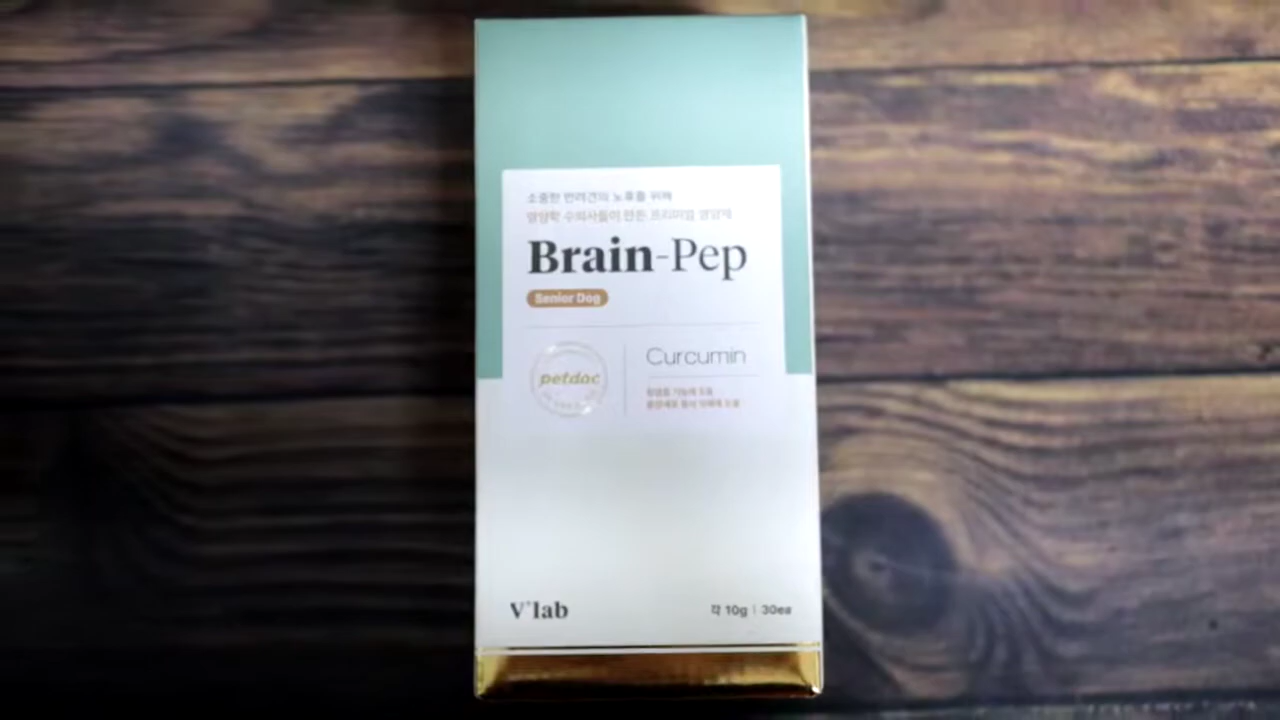 소중한 반려견의 노후를 위해
영양학 수의사들이 만든 프리미엄 영양제
Brain-Pep
Senior Dog
petdoc
Curcumin
V'lab
각 10g | 30ea